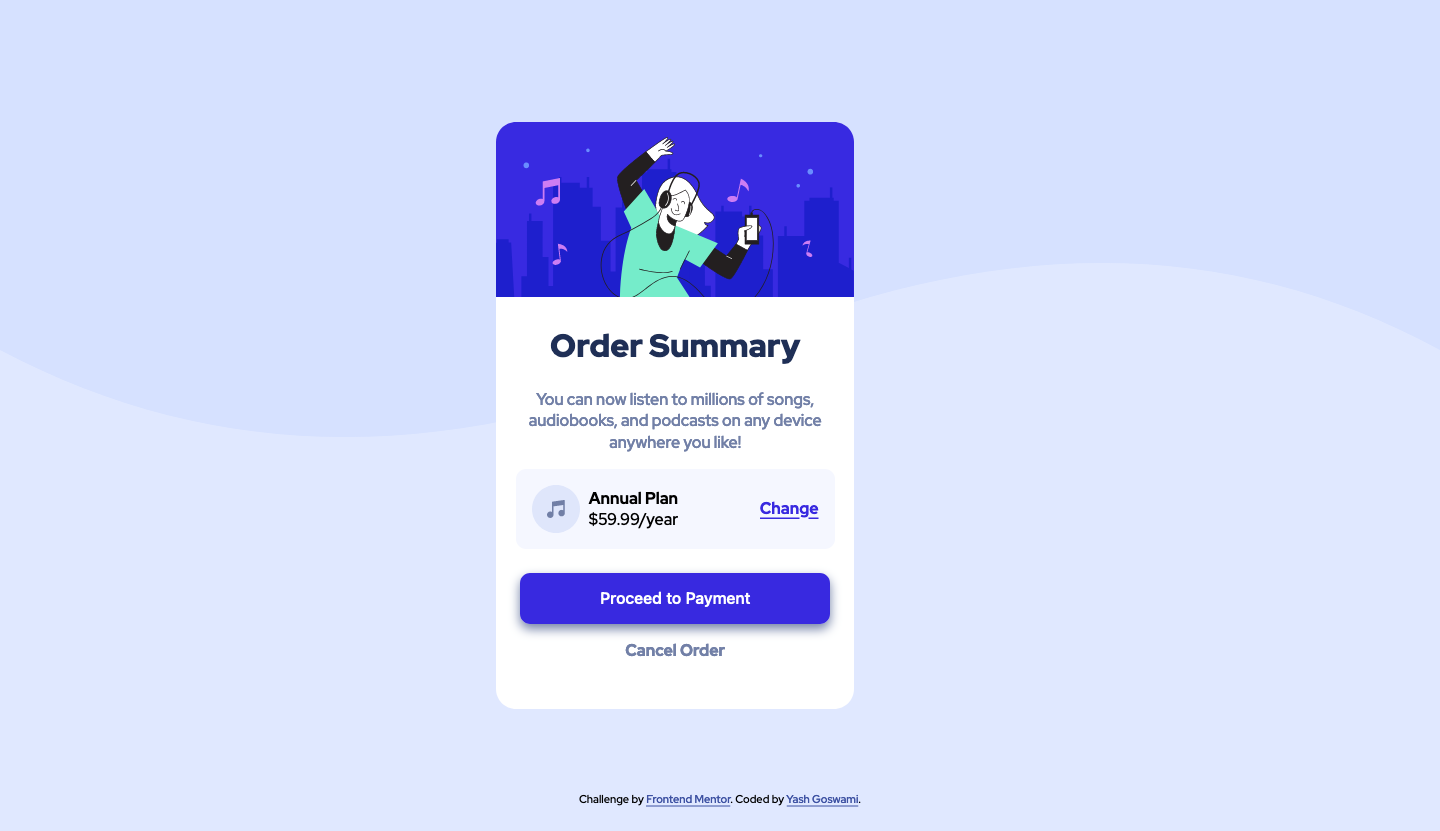 Order Summary
You can now listen to millions of songs,
audiobooks, and podcasts on any device
anywhere you like!
Annual Plan
$59.99/year
Change
Proceed to Payment
Cancel Order
Challenge by Frontend Mentor. Coded by Yash Goswami.